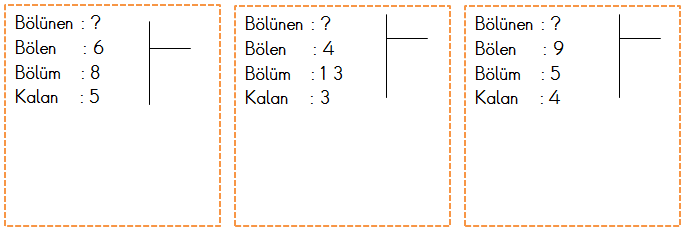 Bölünen : ?
Bölen : 6
Bölüm : 8
Kalan : 5
Bölünen : ?
Bölen : 4
Bölüm : 1 3
Kalan : 3
Bölünen : ?
Bölen : 9
Bölüm : 5
Kalan : 4